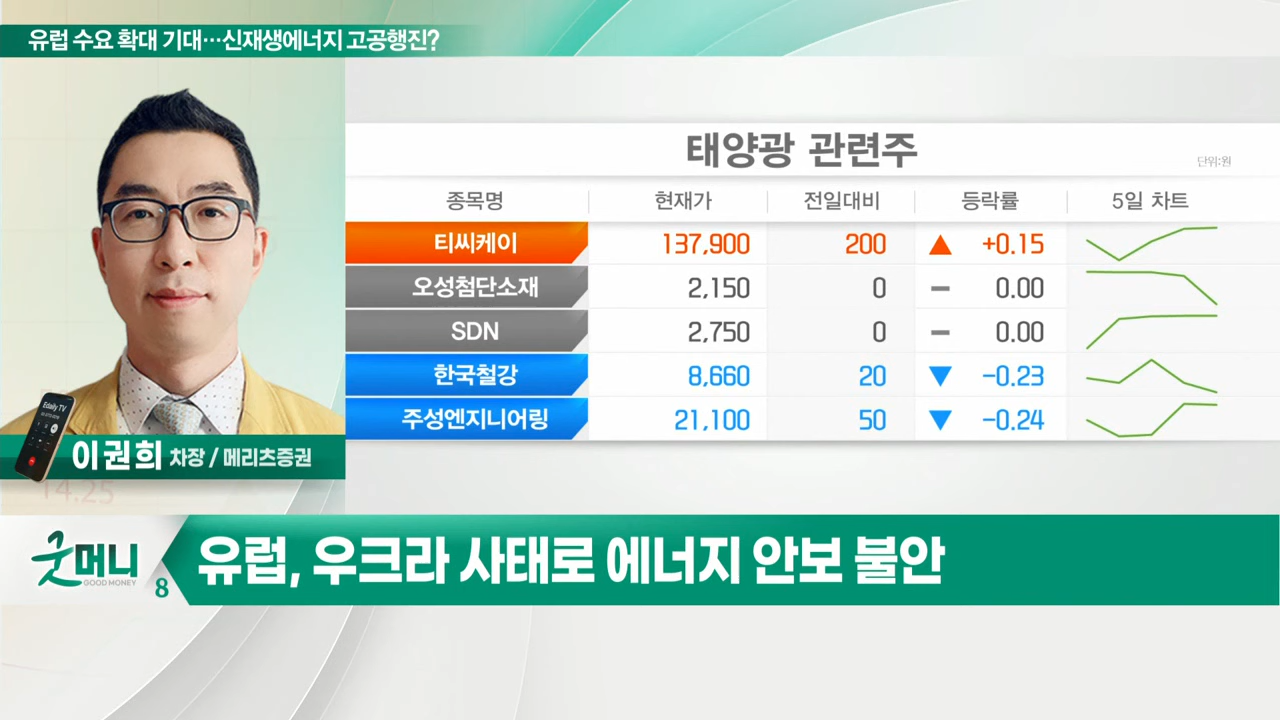 유럽 수요 확대 기대…신재생에너지 고공행진?
태양광 관련주
단위:원
종목명 현재가 전일대비 등락률 5일 차트
티씨케이 137,900 200 ▲ +0.15
오성첨단소재 2,150 0 - 0.00
SDN 2,750 0 - 0.00
한국철강 8,660 20 ▼ -0.23
주성엔지니어링 21,100 50 ▼ -0.24
Edaily TV
이권희 차장 / 메리츠증권
14.25
굿머니
GOOD MONEY
8
유럽, 우크라 사태로 에너지 안보 불안